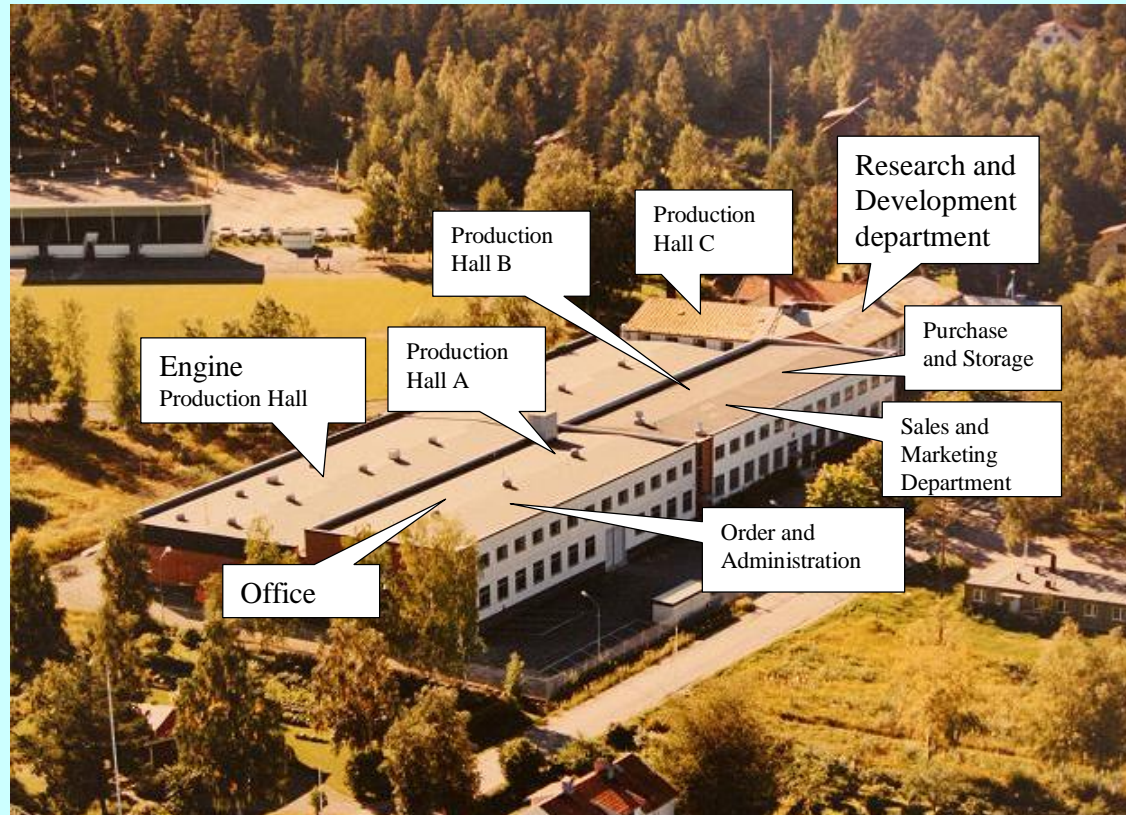 Research and
Development
department
Production
Hall C
Production
Hall B
Purchase
and Storage
Production
Hall A
Engine
Production Hall
Sales and
Marketing
Department
Order and
Administration
Office